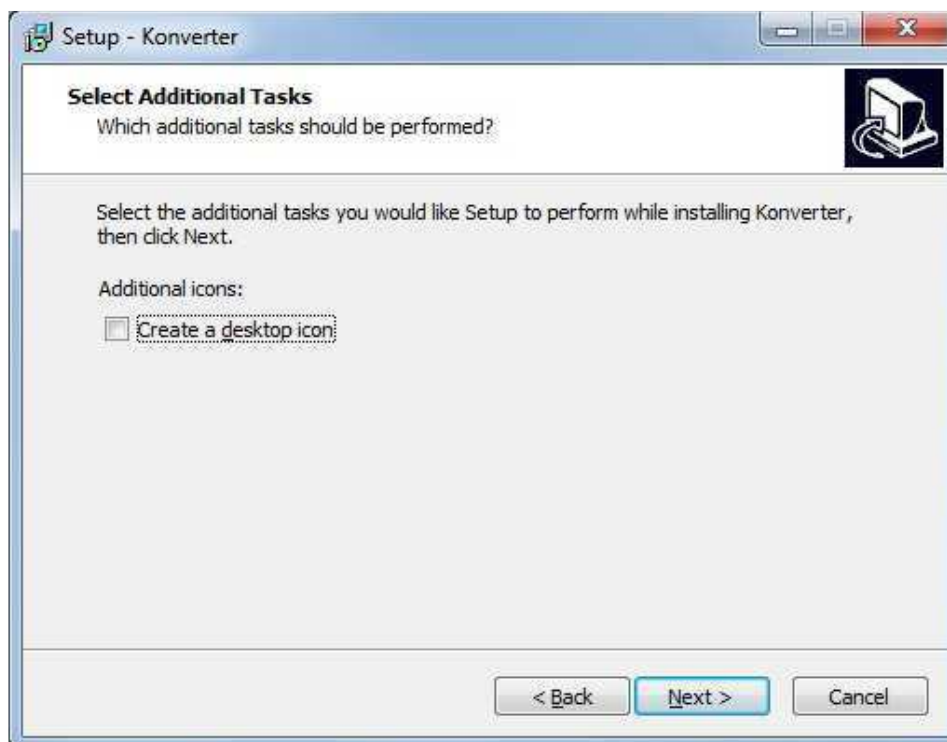 Setup - Konverter
Select Additional Tasks
Which additional tasks should be performed?
Select the additional tasks you would like Setup to perform while installing Konverter,
then click Next.
Additional icons:
Create a desktop icon
< Back
Next >
Cancel